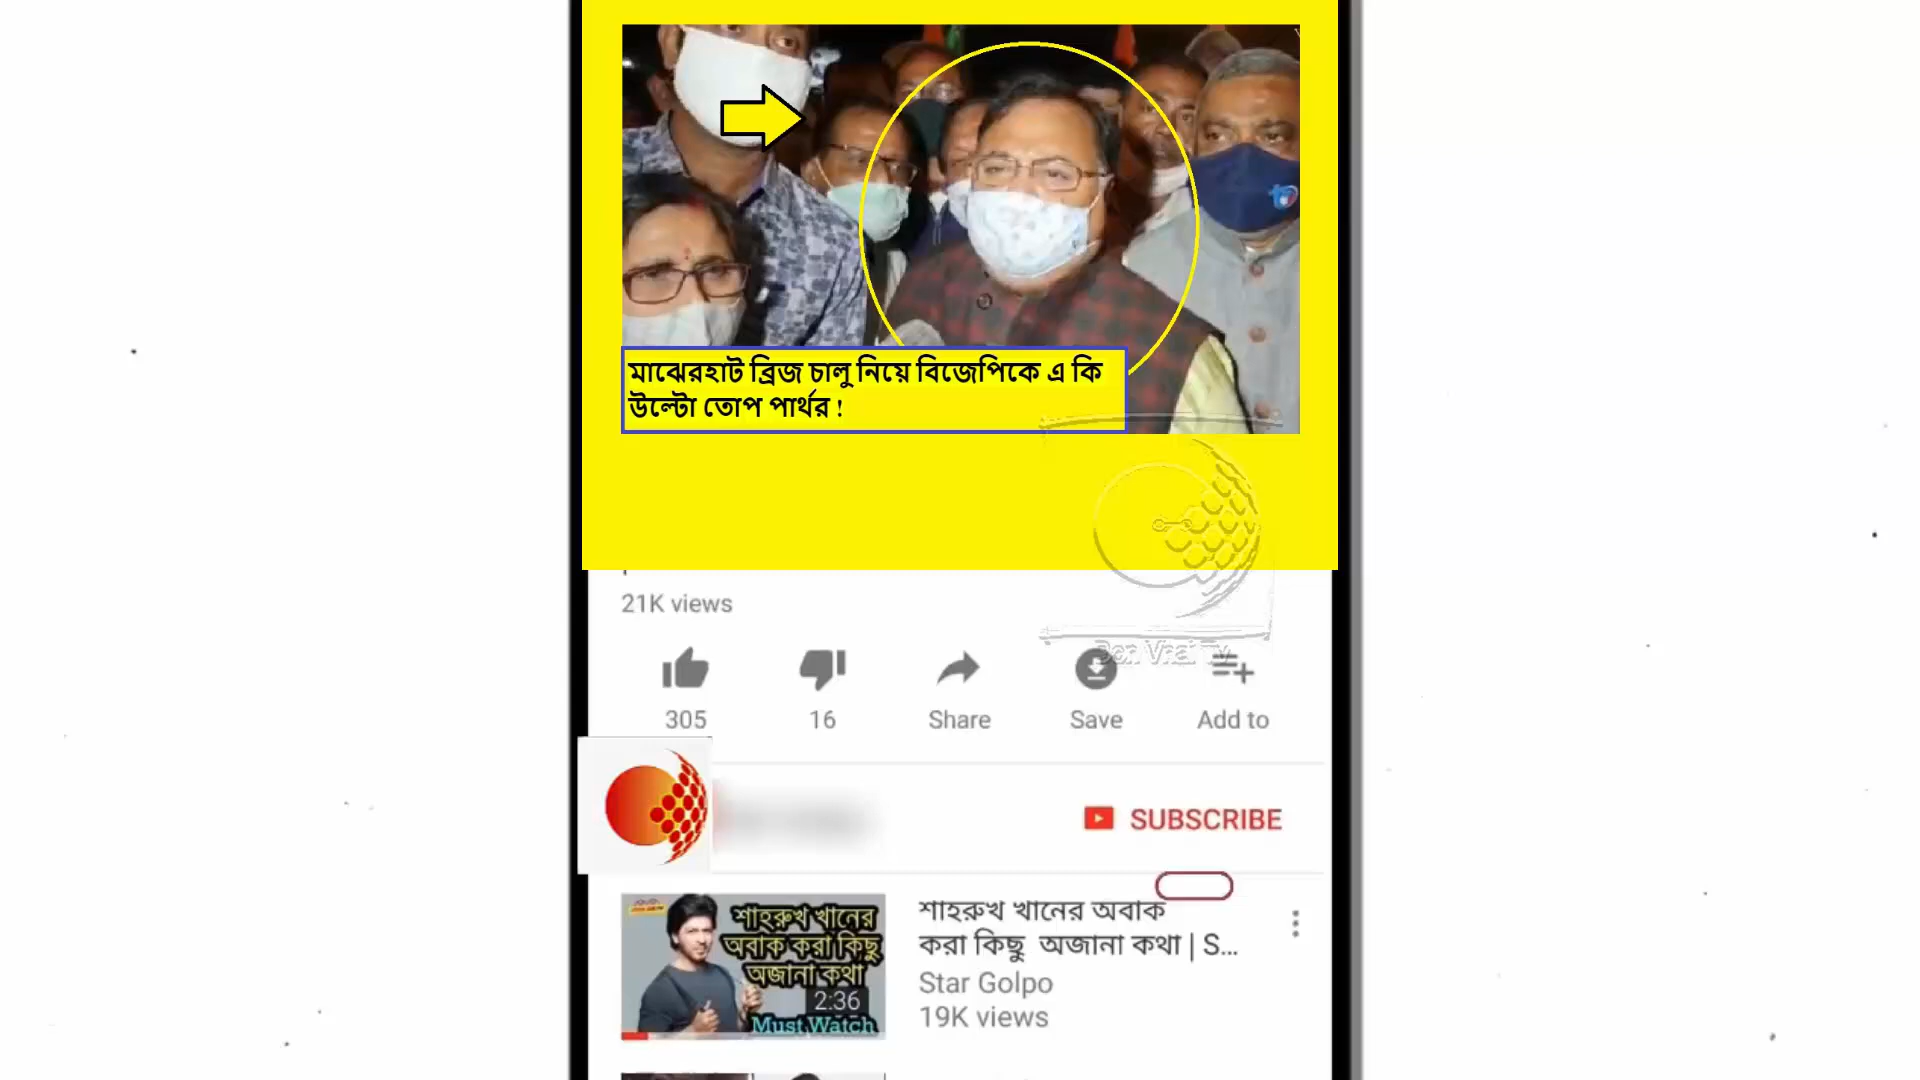 মাঝেরহাট ব্রিজ চালু নিয়ে বিজেপিকে এ কি
উল্টো তোপ পার্থর !
21K views
305
16
Share
Save
Add to
SUBSCRIBE
শাহরুখ খানের
অবাক করা কিছু
অজানা কথা
2:36
Must Watch
শাহরুখ খানের অবাক
করা কিছু অজানা কথা | S...
Star Golpo
19K views